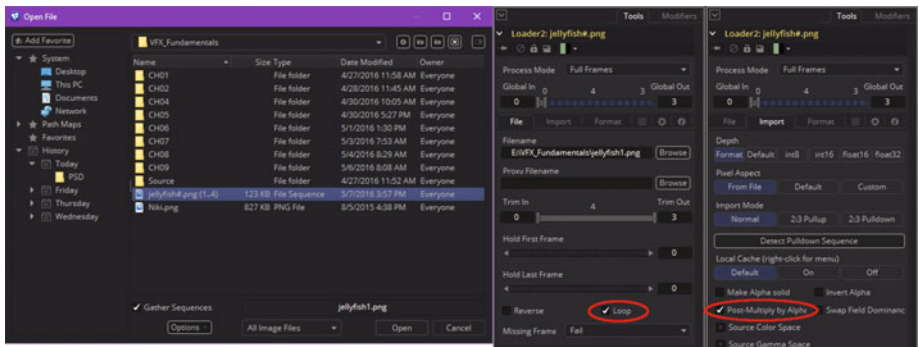 Open File
Add Favorite
VFX_Fundamentals
System
Desktop
This PC
Documents
Network
Path Maps
Favorites
History
Today
PSD
Friday
Thursday
Wednesday
Name Size Type Date Modified Owner
CH01 File folder 4/27/2016 11:58 AM Everyone
CH02 File folder 4/28/2016 11:45 AM Everyone
CH04 File folder 4/30/2016 10:05 AM Everyone
CH05 File folder 4/30/2016 5:27 PM Everyone
CH06 File folder 5/1/2016 1:30 PM Everyone
CH07 File folder 5/3/2016 7:53 AM Everyone
CH08 File folder 5/4/2016 8:29 AM Everyone
CH09 File folder 5/6/2016 8:08 AM Everyone
Source File folder 4/27/2016 11:52 AM Everyone
jellyfish#.png (1..4) 123 KB File Sequence 5/7/2016 3:57 PM Everyone
Niki.png 827 KB PNG File 8/5/2015 4:38 PM Everyone
Gather Sequences jellyfish1.png
Options All Image Files Open Cancel
Tools Modifiers
Loader2: jellyfish#.png
Process Mode Full Frames
Global In 0 4 3 Global Out
0 3
File Import Format
Filename
E:\VFX_Fundamentals\jellyfish1.png Browse
Proxy Filename
Browse
Trim In 4 Trim Out
0 3
Hold First Frame
0
Hold Last Frame
0
Reverse Loop
Missing Frame Fail
Tools Modifiers
Loader2: jellyfish#.png
Process Mode Full Frames
Global In 0 4 3 Global Out
0 3
File Import Format
Depth
Format Default int8 int16 float16 float32
Pixel Aspect
From File Default Custom
Import Mode
Normal 2:3 Pullup 2:3 Pulldown
Detect Pulldown Sequence
Local Cache (right-click for menu)
Default On Off
Make Alpha solid Invert Alpha
Post-Multiply by Alpha Swap Field Dominanc
Source Color Space
Source Gamma Space